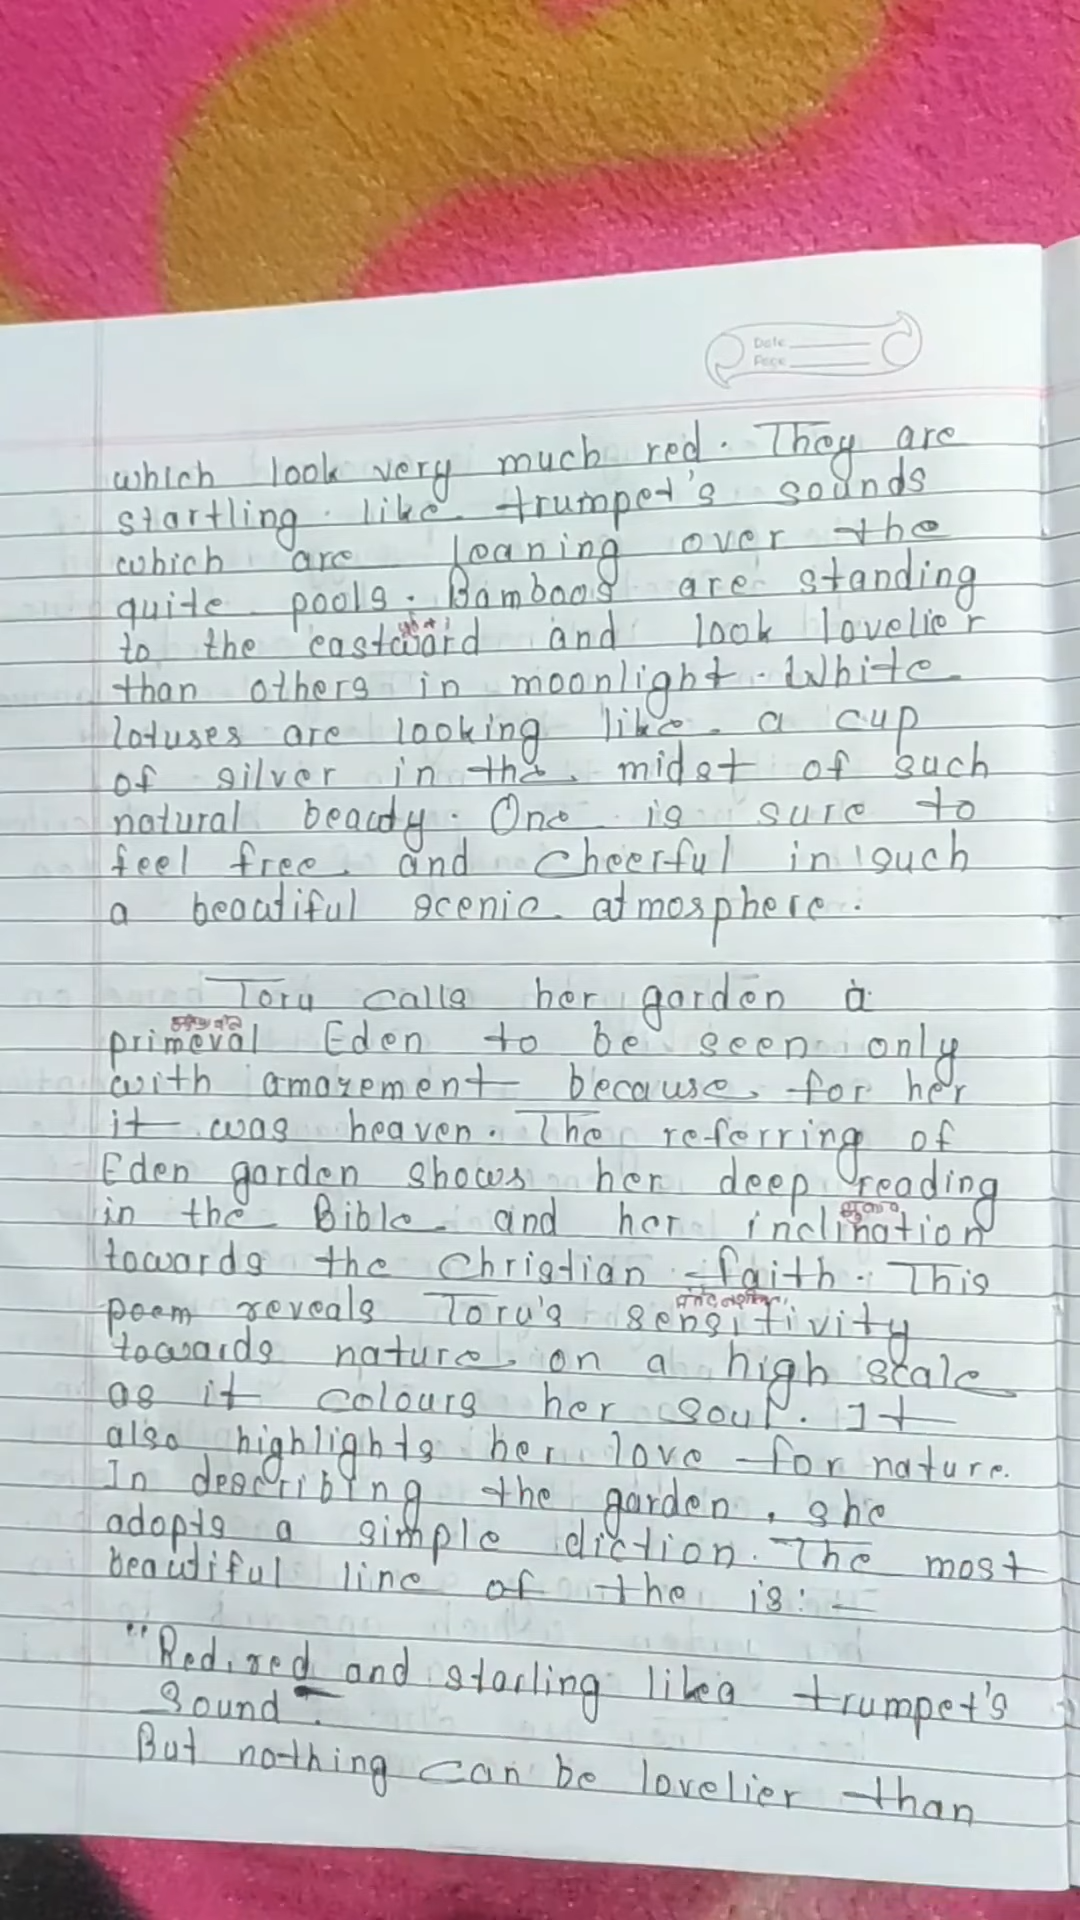 Date
Page
which look very much red. They are
startling like trumpet's sounds
which are leaning over the
quite pools. Bamboos are standing
to the eastward and look lovelier
than others in moonlight. White
lotuses are looking like a cup
of silver in the midst of such
natural beauty. One is sure to
feel free and cheerful in such
a beautiful scenic atmosphere.
Toru calls her garden a
primeval Eden to be seen only
with amazement because for her
it was heaven. The referring of
Eden garden shows her deep reading
झुकाव
in the Bible and her inclination
towards the Christian faith. This
poem reveals Toru's sensitivity
towards nature on a high scale
as it colours her soul. It
also highlights her love for nature.
In describing the garden, she
adopts a simple diction. The most
beautiful line of the is: -
"Red, red and starling like a trumpet's
Sound.
But nothing can be lovelier than